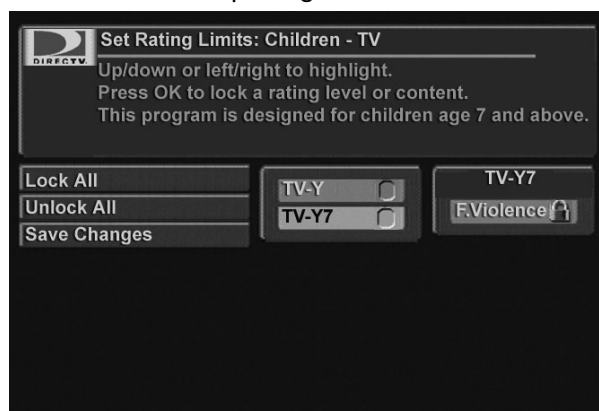 Set Rating Limits: Children - TV
DIRECTV.
Up/down or left/right to highlight.
Press OK to lock a rating level or content.
This program is designed for children age 7 and above.
Lock All
Unlock All
Save Changes
TV-Y
TV-Y7
TV-Y7
F.Violence